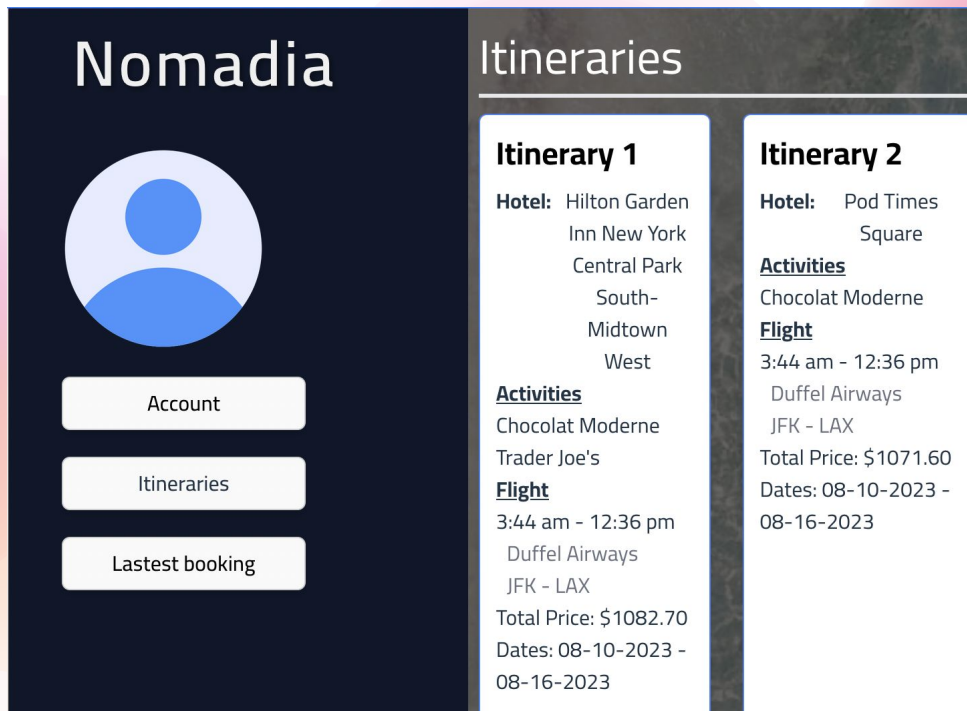 Nomadia
Account
Itineraries
Lastest booking
Itineraries
Itinerary 1
Hotel: Hilton Garden
Inn New York
Central Park
South-
Midtown
West
Activities
Chocolat Moderne
Trader Joe's
Flight
3:44 am - 12:36 pm
Duffel Airways
JFK - LAX
Total Price: $1082.70
Dates: 08-10-2023 -
08-16-2023
Itinerary 2
Hotel: Pod Times
Square
Activities
Chocolat Moderne
Flight
3:44 am - 12:36 pm
Duffel Airways
JFK - LAX
Total Price: $1071.60
Dates: 08-10-2023 -
08-16-2023